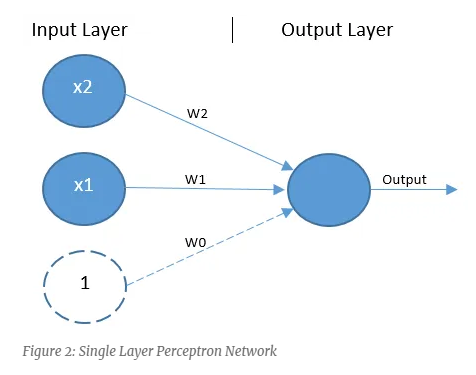 Input Layer | Output Layer
x2
W2
x1
W1
Output
W0
1
Figure 2: Single Layer Perceptron Network